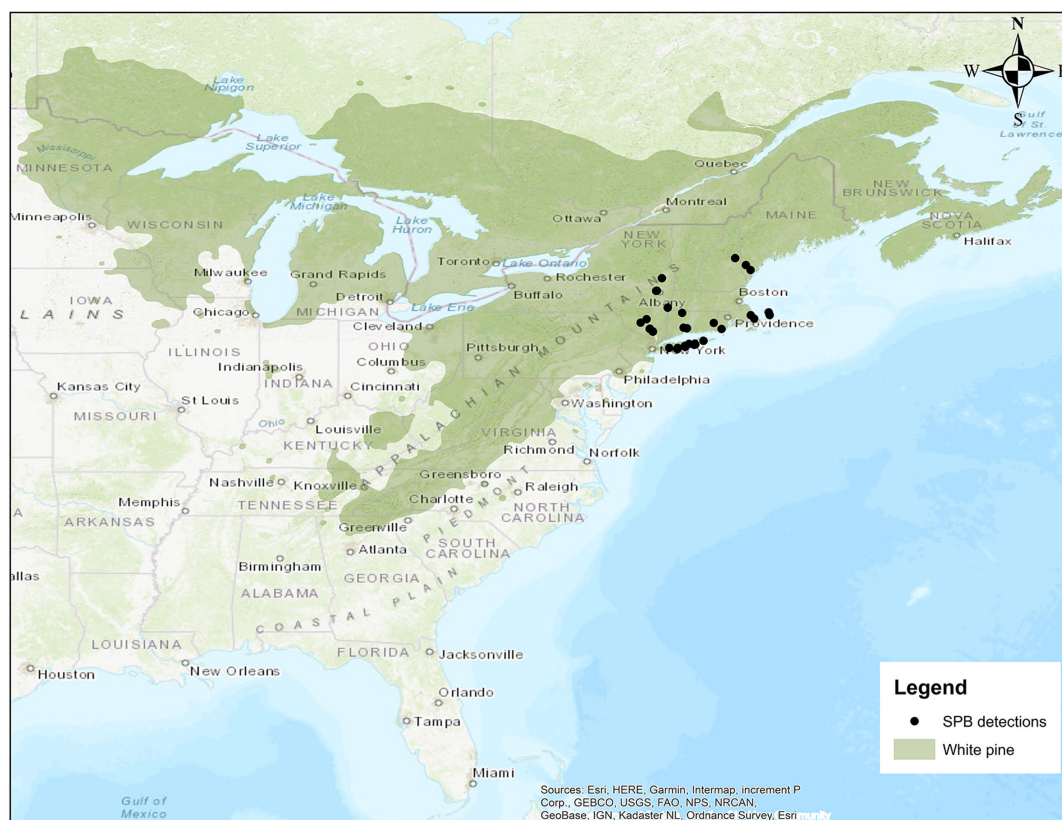 N
W
E
S
Lake
Nipigon
Gulf
of St.
Lawrence
Lake
Superior
Mississippi
MINNESOTA
Quebec
NEW
BRUNSWICK
Lake
Michigan
Montreal
MAINE
Minneapolis
WISCONSIN
Ottawa
NOVA
SCOTIA
Lake
Huron
NEW
YORK
Halifax
Toronto
Lake Ontario
Milwaukee
Grand Rapids
Rochester
Buffalo
Albany
Boston
IOWA
Detroit
MICHIGAN
Lake Erie
LAINS
Chicago
Cleveland
Providence
OHIO
ILLINOIS
Pittsburgh
New York
Columbus
Indianapolis
INDIANA
Philadelphia
Kansas City
Cincinnati
MISSOURI
St Louis
Washington
Ohio
Louisville
VIRGINIA
KENTUCKY
Richmond
Norfolk
APPALACHIAN MOUNTAINS
Greensboro
Nashville
Knoxville
Raleigh
Memphis
TENNESSEE
Charlotte
NORTH
CAROLINA
PIEDMONT
ARKANSAS
Greenville
SOUTH
CAROLINA
A
Atlanta
Birmingham
allas
GEORGIA
ALABAMA
COASTAL PLAIN
LOUISIANA
FLORIDA
Jacksonville
Houston
New Orleans
Orlando
Tampa
Miami
Gulf of
Mexico
Legend
SPB detections
White pine
Sources: Esri, HERE, Garmin, Intermap, increment P
Corp., GEBCO, USGS, FAO, NPS, NRCAN,
GeoBase, IGN, Kadaster NL, Ordnance Survey, Esri
munity